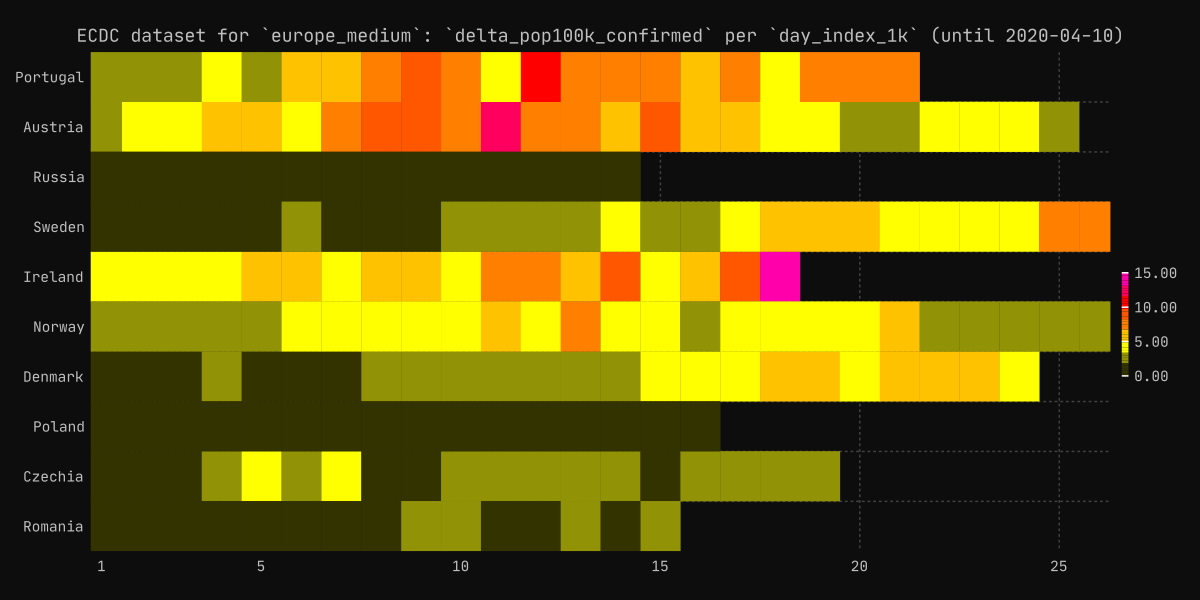 ECDC dataset for `europe_medium`: `delta_pop100k_confirmed` per `day_index_1k` (until 2020-04-10)
Portugal
Austria
Russia
Sweden
Ireland
Norway
Denmark
Poland
Czechia
Romania
15.00
10.00
5.00
0.00
1 5 10 15 20 25